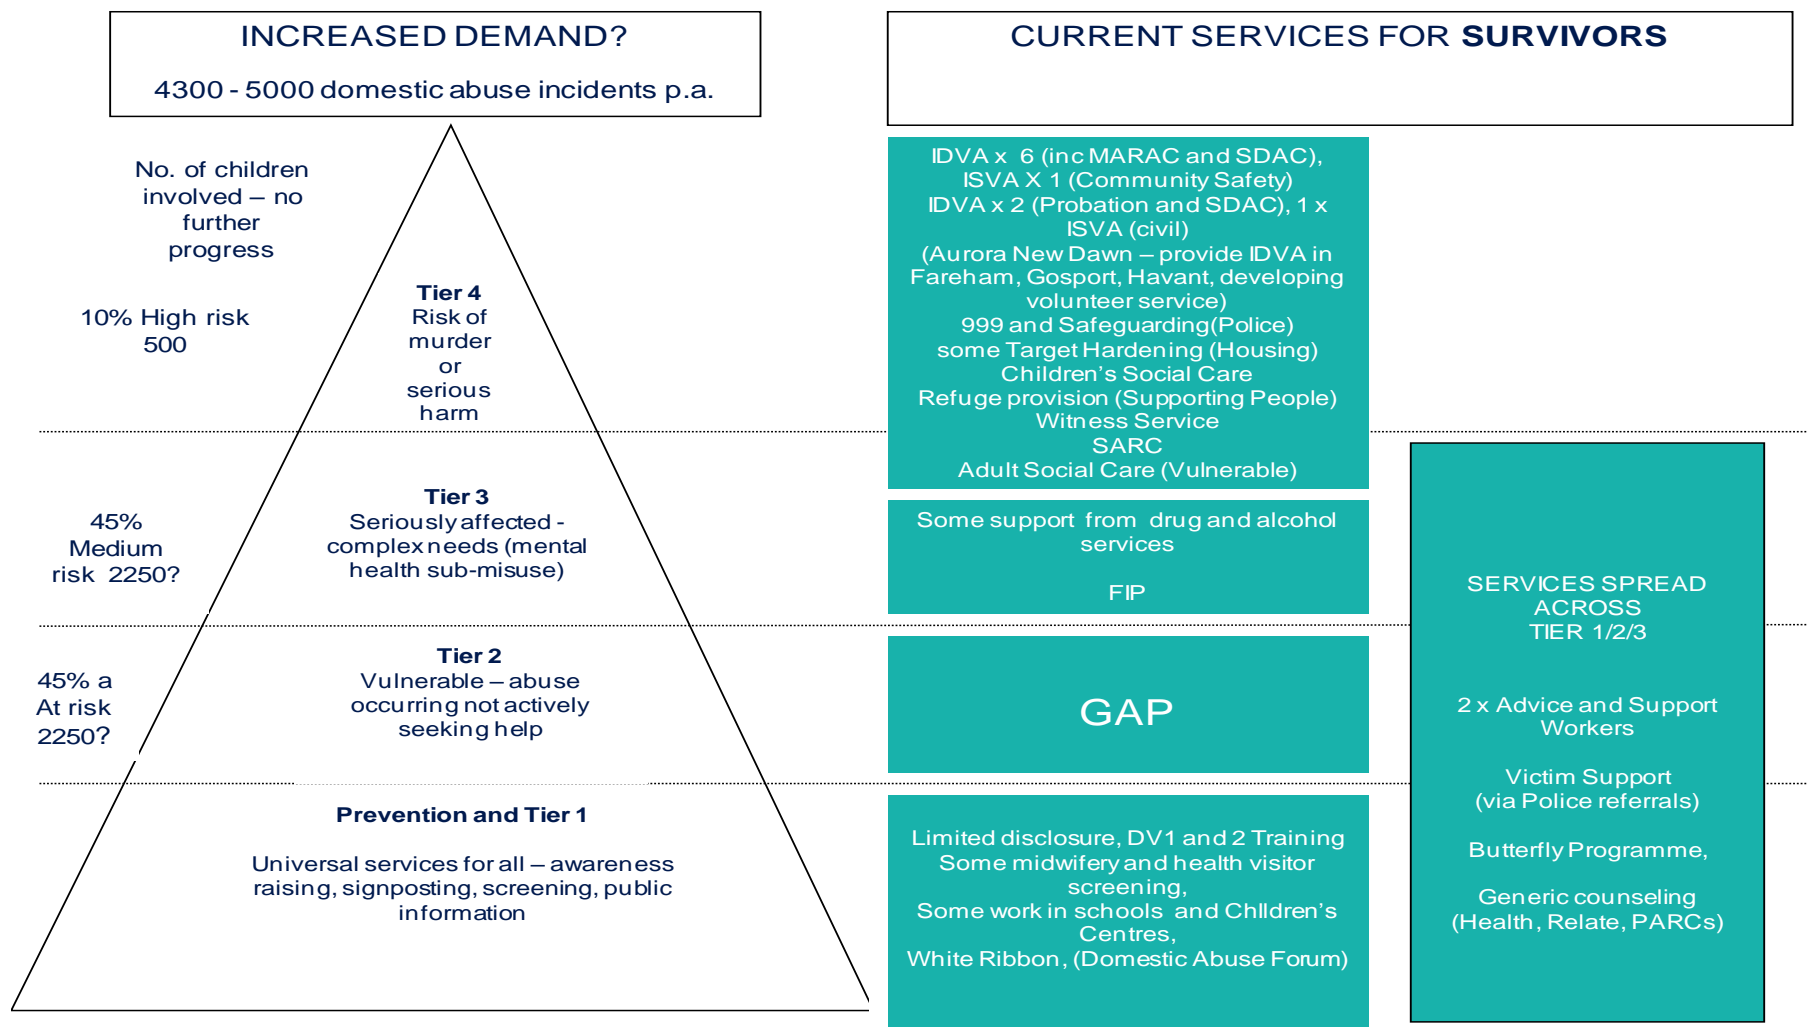 INCREASED DEMAND?
4300 - 5000 domestic abuse incidents p.a.
CURRENT SERVICES FOR SURVIVORS
No. of children
involved – no
further
progress
10% High risk
500
45%
Medium
risk 2250?
45% a
At risk
2250?
Tier 4
Risk of
murder
or
serious
harm
Tier 3
Seriously affected -
complex needs (mental
health sub-misuse)
Tier 2
Vulnerable – abuse
occurring not actively
seeking help
Prevention and Tier 1
Universal services for all – awareness
raising, signposting, screening, public
information
IDVA x 6 (inc MARAC and SDAC),
ISVA X 1 (Community Safety)
IDVA x 2 (Probation and SDAC), 1 x
ISVA (civil)
(Aurora New Dawn – provide IDVA in
Fareham, Gosport, Havant, developing
volunteer service)
999 and Safeguarding(Police)
some Target Hardening (Housing)
Children’s Social Care
Refuge provision (Supporting People)
Witness Service
SARC
Adult Social Care (Vulnerable)
Some support from drug and alcohol
services
FIP
GAP
Limited disclosure, DV1 and 2 Training
Some midwifery and health visitor
screening,
Some work in schools and ChIldren’s
Centres,
White Ribbon, (Domestic Abuse Forum)
SERVICES SPREAD
ACROSS
TIER 1/2/3
2 x Advice and Support
Workers
Victim Support
(via Police referrals)
Butterfly Programme,
Generic counseling
(Health, Relate, PARCs)